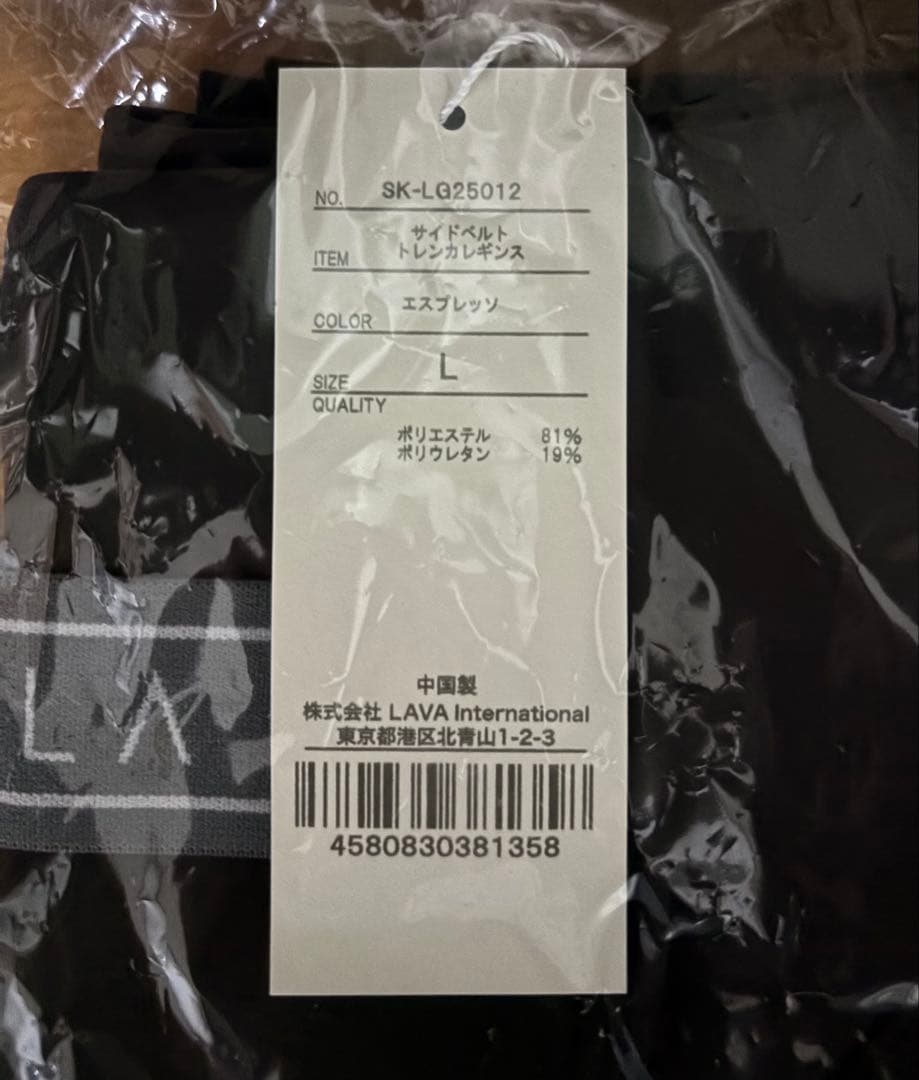 NO. SK-LG25012
ITEM サイドベルト
トレンカレギンス
COLOR エスプレッソ
SIZE L
QUALITY
ポリエステル 81%
ポリウレタン 19%
中国製
株式会社 LAVA International
東京都港区北青山1-2-3
4580830381358
LA